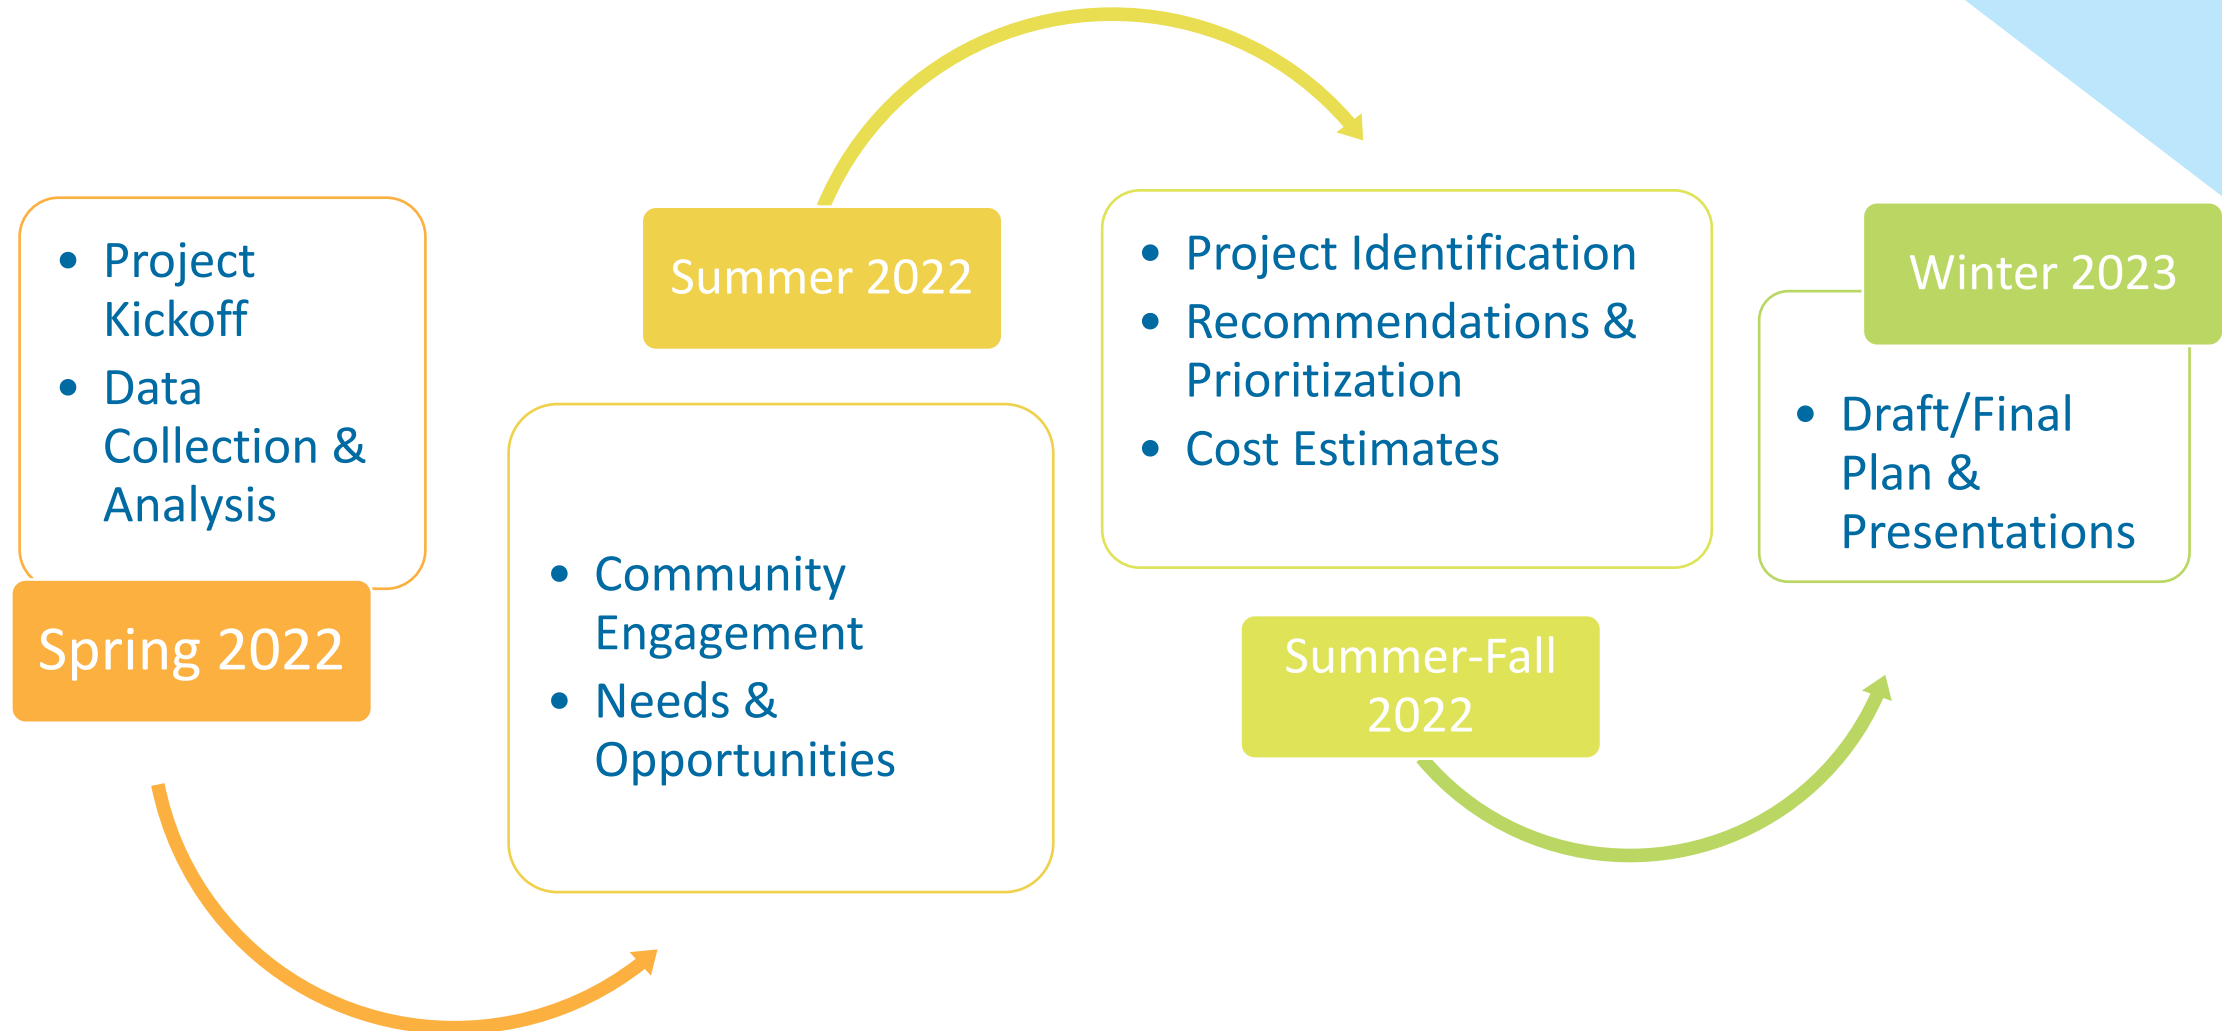 • Project
Kickoff
• Data
Collection &
Analysis
Spring 2022
Summer 2022
• Community
Engagement
• Needs &
Opportunities
• Project Identification
• Recommendations &
Prioritization
• Cost Estimates
Summer-Fall
2022
Winter 2023
• Draft/Final
Plan &
Presentations